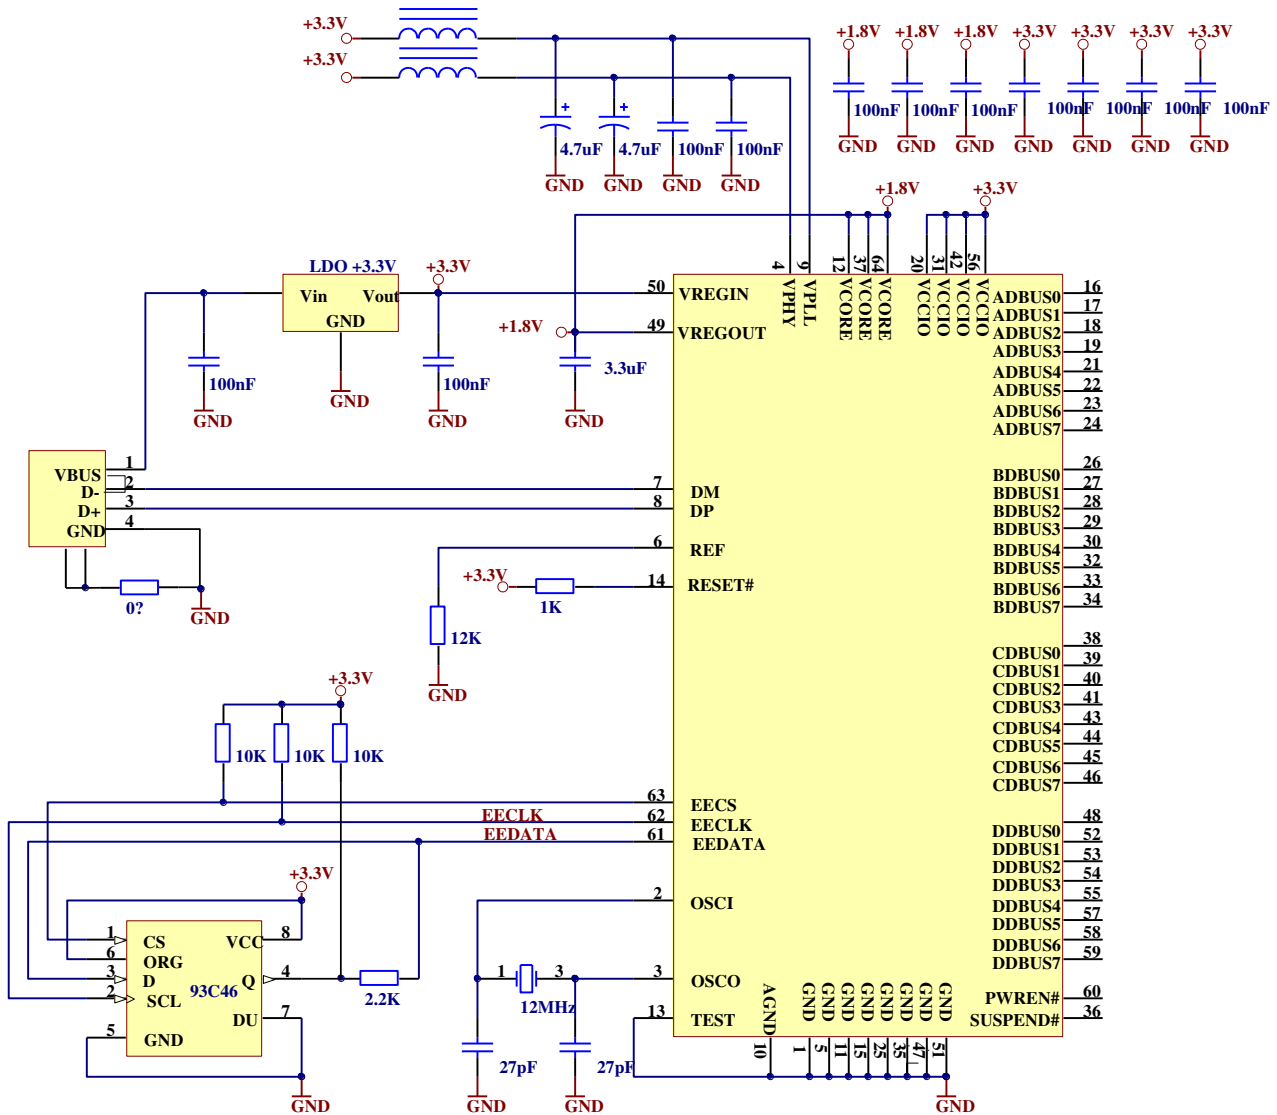 +3.3V
+3.3V
4.7uF
4.7uF
100nF
100nF
GND
GND
GND
GND
+1.8V
+1.8V
+1.8V
+3.3V
+3.3V
+3.3V
+3.3V
100nF
100nF
100nF
100nF
100nF
100nF
100nF
GND
GND
GND
GND
GND
GND
GND
+1.8V
+3.3V
LDO +3.3V
Vin
Vout
GND
+3.3V
100nF
GND
GND
100nF
GND
+1.8V
3.3uF
GND
VBUS
D-
D+
GND
1
2
3
4
0?
GND
12K
GND
+3.3V
1K
+3.3V
10K
10K
10K
EECLK
EEDATA
+3.3V
1
6
3
2
5
CS
ORG
D
SCL
GND
93C46
VCC
Q
DU
8
4
7
2.2K
GND
1
3
12MHz
27pF
27pF
GND
GND
50
VREGIN
49
VREGOUT
7
DM
8
DP
6
REF
14
RESET#
63
EECS
62
EECLK
61
EEDATA
2
OSCI
3
OSCO
13
TEST
4
VPHY
9
VPLL
12
VCORE
37
VCORE
64
VCORE
20
VCCIO
31
VCCIO
42
VCCIO
56
VCCIO
ADBUS0 16
ADBUS1 17
ADBUS2 18
ADBUS3 19
ADBUS4 21
ADBUS5 22
ADBUS6 23
ADBUS7 24
BDBUS0 26
BDBUS1 27
BDBUS2 28
BDBUS3 29
BDBUS4 30
BDBUS5 32
BDBUS6 33
BDBUS7 34
CDBUS0 38
CDBUS1 39
CDBUS2 40
CDBUS3 41
CDBUS4 43
CDBUS5 44
CDBUS6 45
CDBUS7 46
DDBUS0 48
DDBUS1 52
DDBUS2 53
DDBUS3 54
DDBUS4 55
DDBUS5 57
DDBUS6 58
DDBUS7 59
PWREN# 60
SUSPEND# 36
AGND
10
GND
1
GND
5
GND
11
GND
15
GND
25
GND
35
GND
47
GND
51
GND